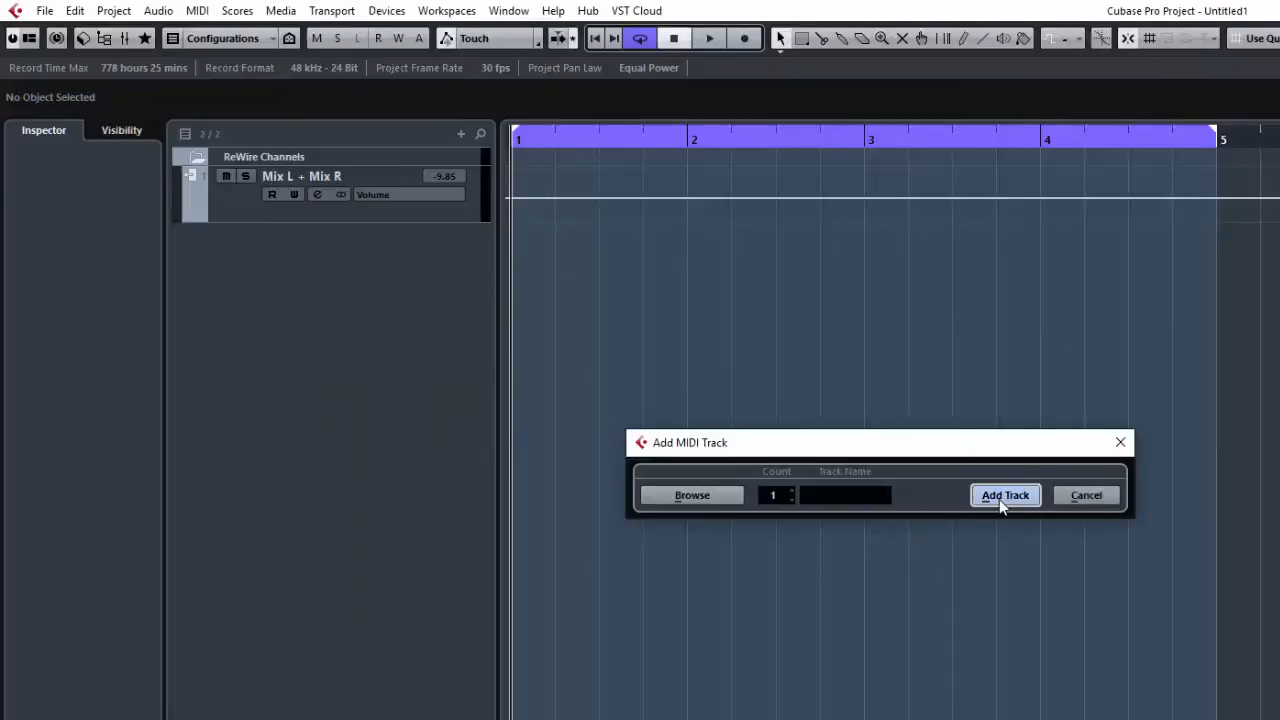 File Edit Project Audio MIDI Scores Media Transport Devices Workspaces Window Help Hub VST Cloud Cubase Pro Project - Untitled1
Configurations M S L R W A Touch Use Qu
Record Time Max 778 hours 25 mins Record Format 48 kHz - 24 Bit Project Frame Rate 30 fps Project Pan Law Equal Power
No Object Selected
Inspector Visibility 2 / 2 1 2 3 4 5
ReWire Channels
1 M S Mix L + Mix R -9.85
R W e Volume
Add MIDI Track
Count Track Name
Browse 1 Add Track Cancel